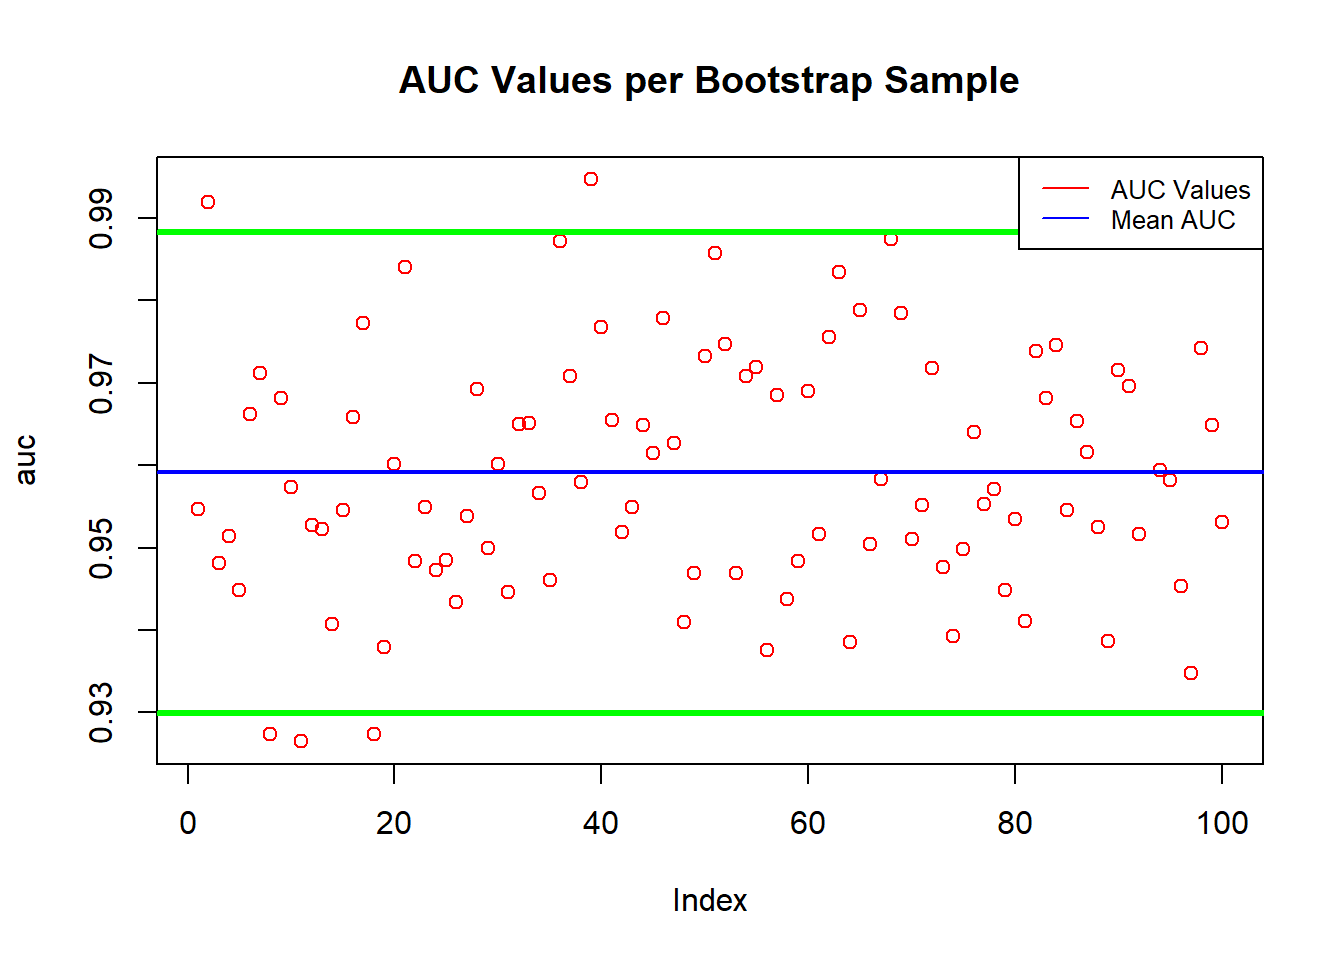 AUC Values per Bootstrap Sample
AUC Values
Mean AUC
auc
0.99
0.97
0.95
0.93
0 20 40 60 80 100
Index